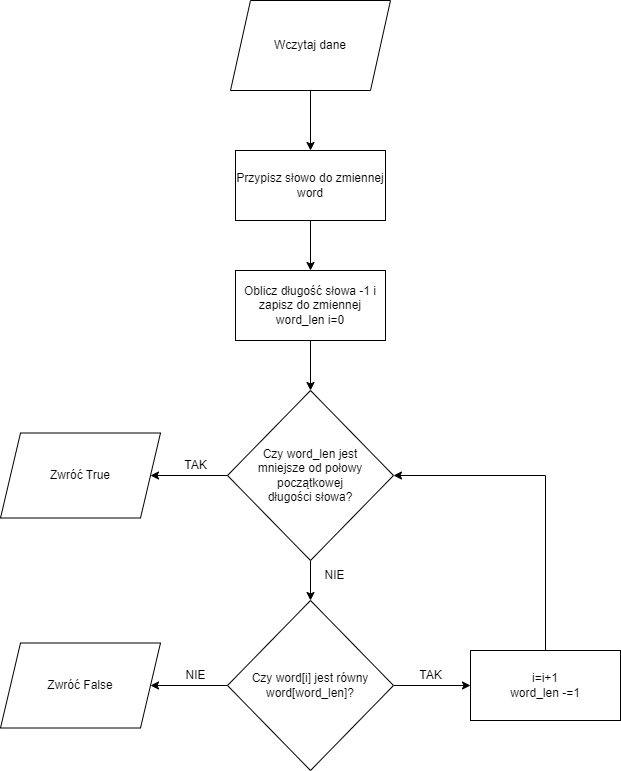 Wczytaj dane
Przypisz słowo do zmiennej
word
Oblicz długość słowa -1 i
zapisz do zmiennej
word_len i=0
Czy word_len jest
mniejsze od połowy
początkowej
długości słowa?
TAK
Zwróć True
NIE
Czy word[i] jest równy
word[word_len]?
NIE
Zwróć False
TAK
i=i+1
word_len -=1